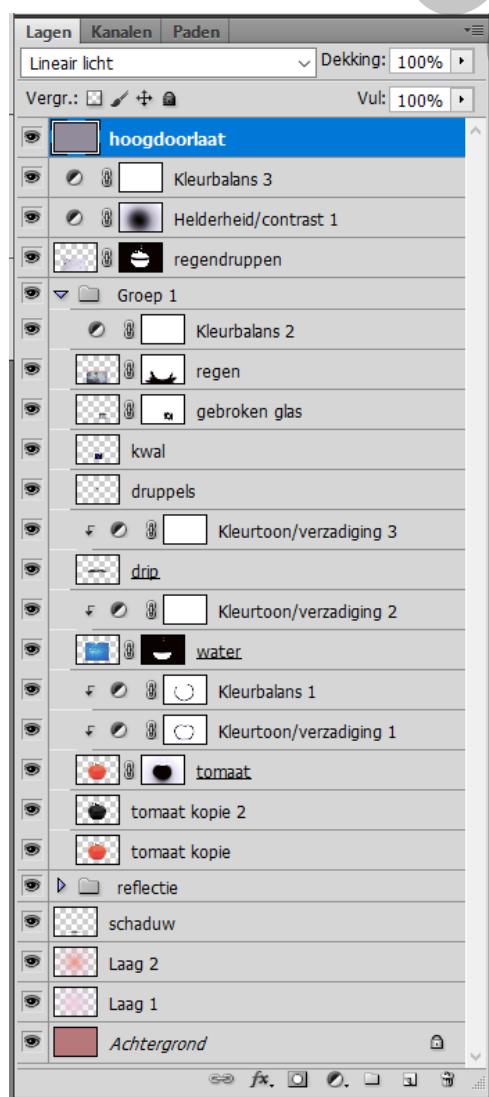 Lagen Kanalen Paden
Lineair licht Dekking: 100%
Vergr.: Vul: 100%
hoogdoorlaat
Kleurbalans 3
Helderheid/contrast 1
regendruppen
Groep 1
Kleurbalans 2
regen
gebroken glas
kwal
druppels
Kleurtoon/verzadiging 3
drip
Kleurtoon/verzadiging 2
water
Kleurbalans 1
Kleurtoon/verzadiging 1
tomaat
tomaat kopie 2
tomaat kopie
reflectie
schaduw
Laag 2
Laag 1
Achtergrond
fx.